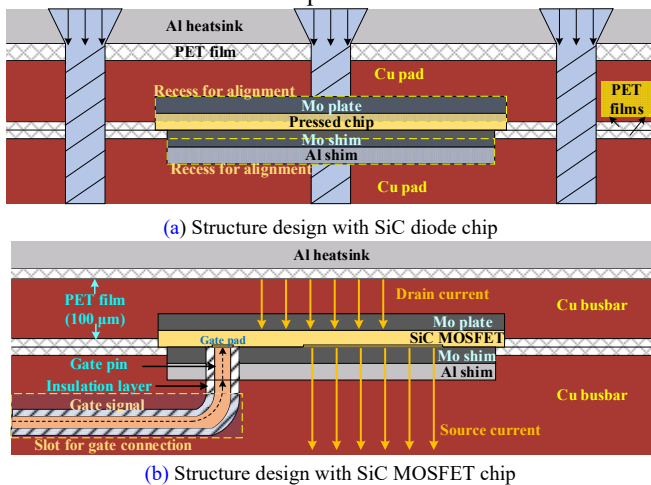 Al heatsink
PET film
Cu pad
Recess for alignment
Mo plate
PET
films
Pressed chip
Mo shim
Al shim
Recess for alignment
Cu pad
(a) Structure design with SiC diode chip
Al heatsink
PET film
(100 μm)
Drain current
Cu busbar
Mo plate
Gate pad
SiC MOSFET
Gate pin
Mo shim
Insulation layer
Al shim
Gate signal
Cu busbar
Slot for gate connection
Source current
(b) Structure design with SiC MOSFET chip